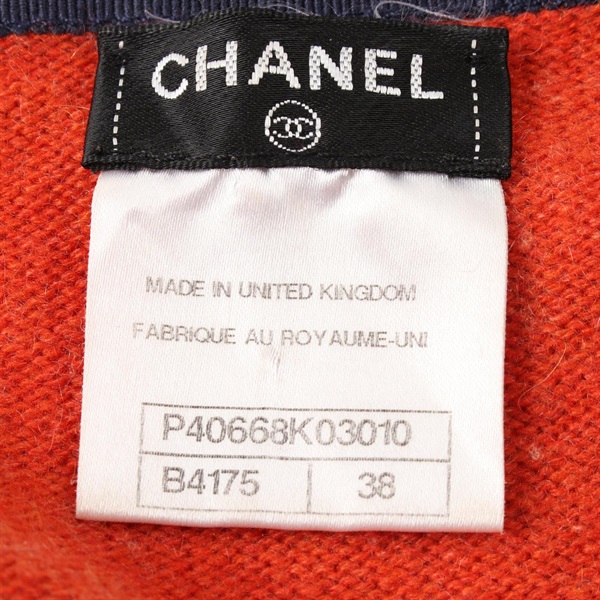 CHANEL
MADE IN UNITED KINGDOM
FABRIQUE AU ROYAUME-UNI
P40668K03010
B4175 38